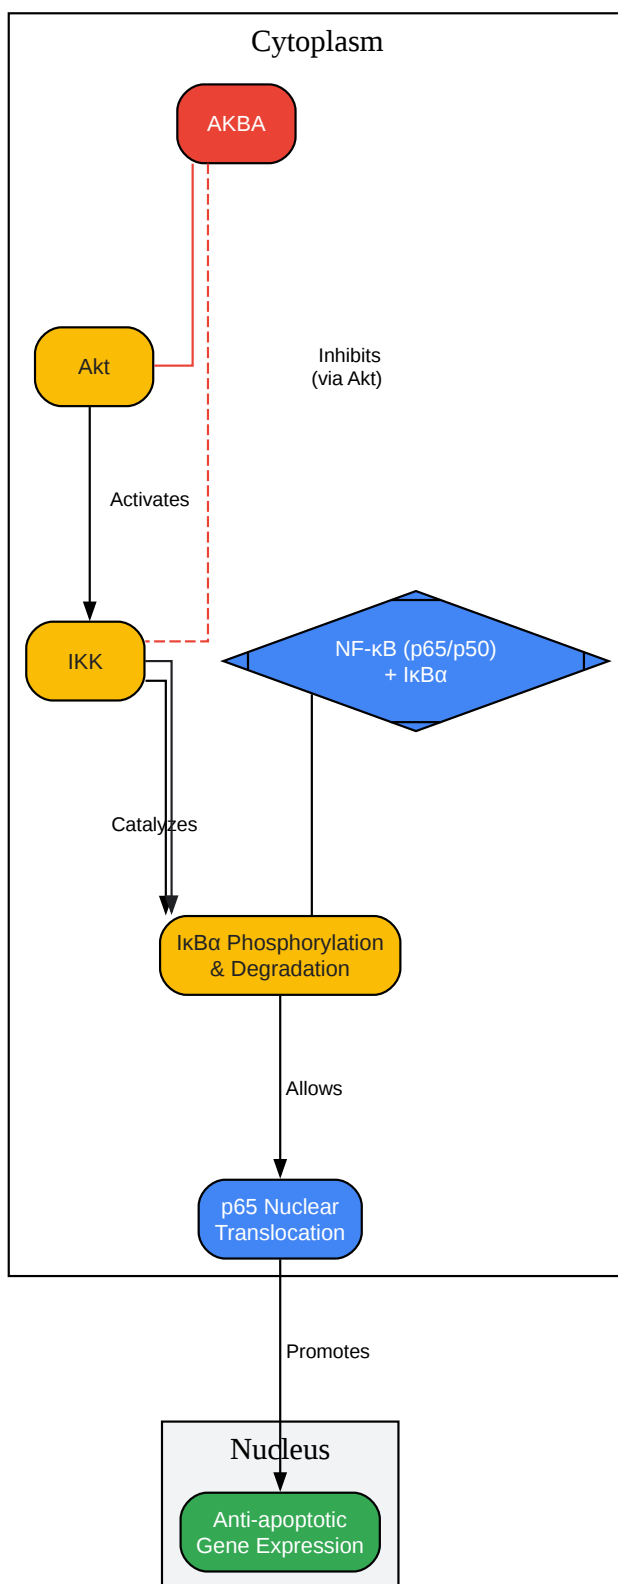 Cytoplasm
AKBA
Akt
Inhibits
(via Akt)
Activates
IKK
NF-κB (p65/p50)
+ IκBα
Catalyzes
IκBα Phosphorylation
& Degradation
Allows
p65 Nuclear
Translocation
Promotes
Nucleus
Anti-apoptotic
Gene Expression